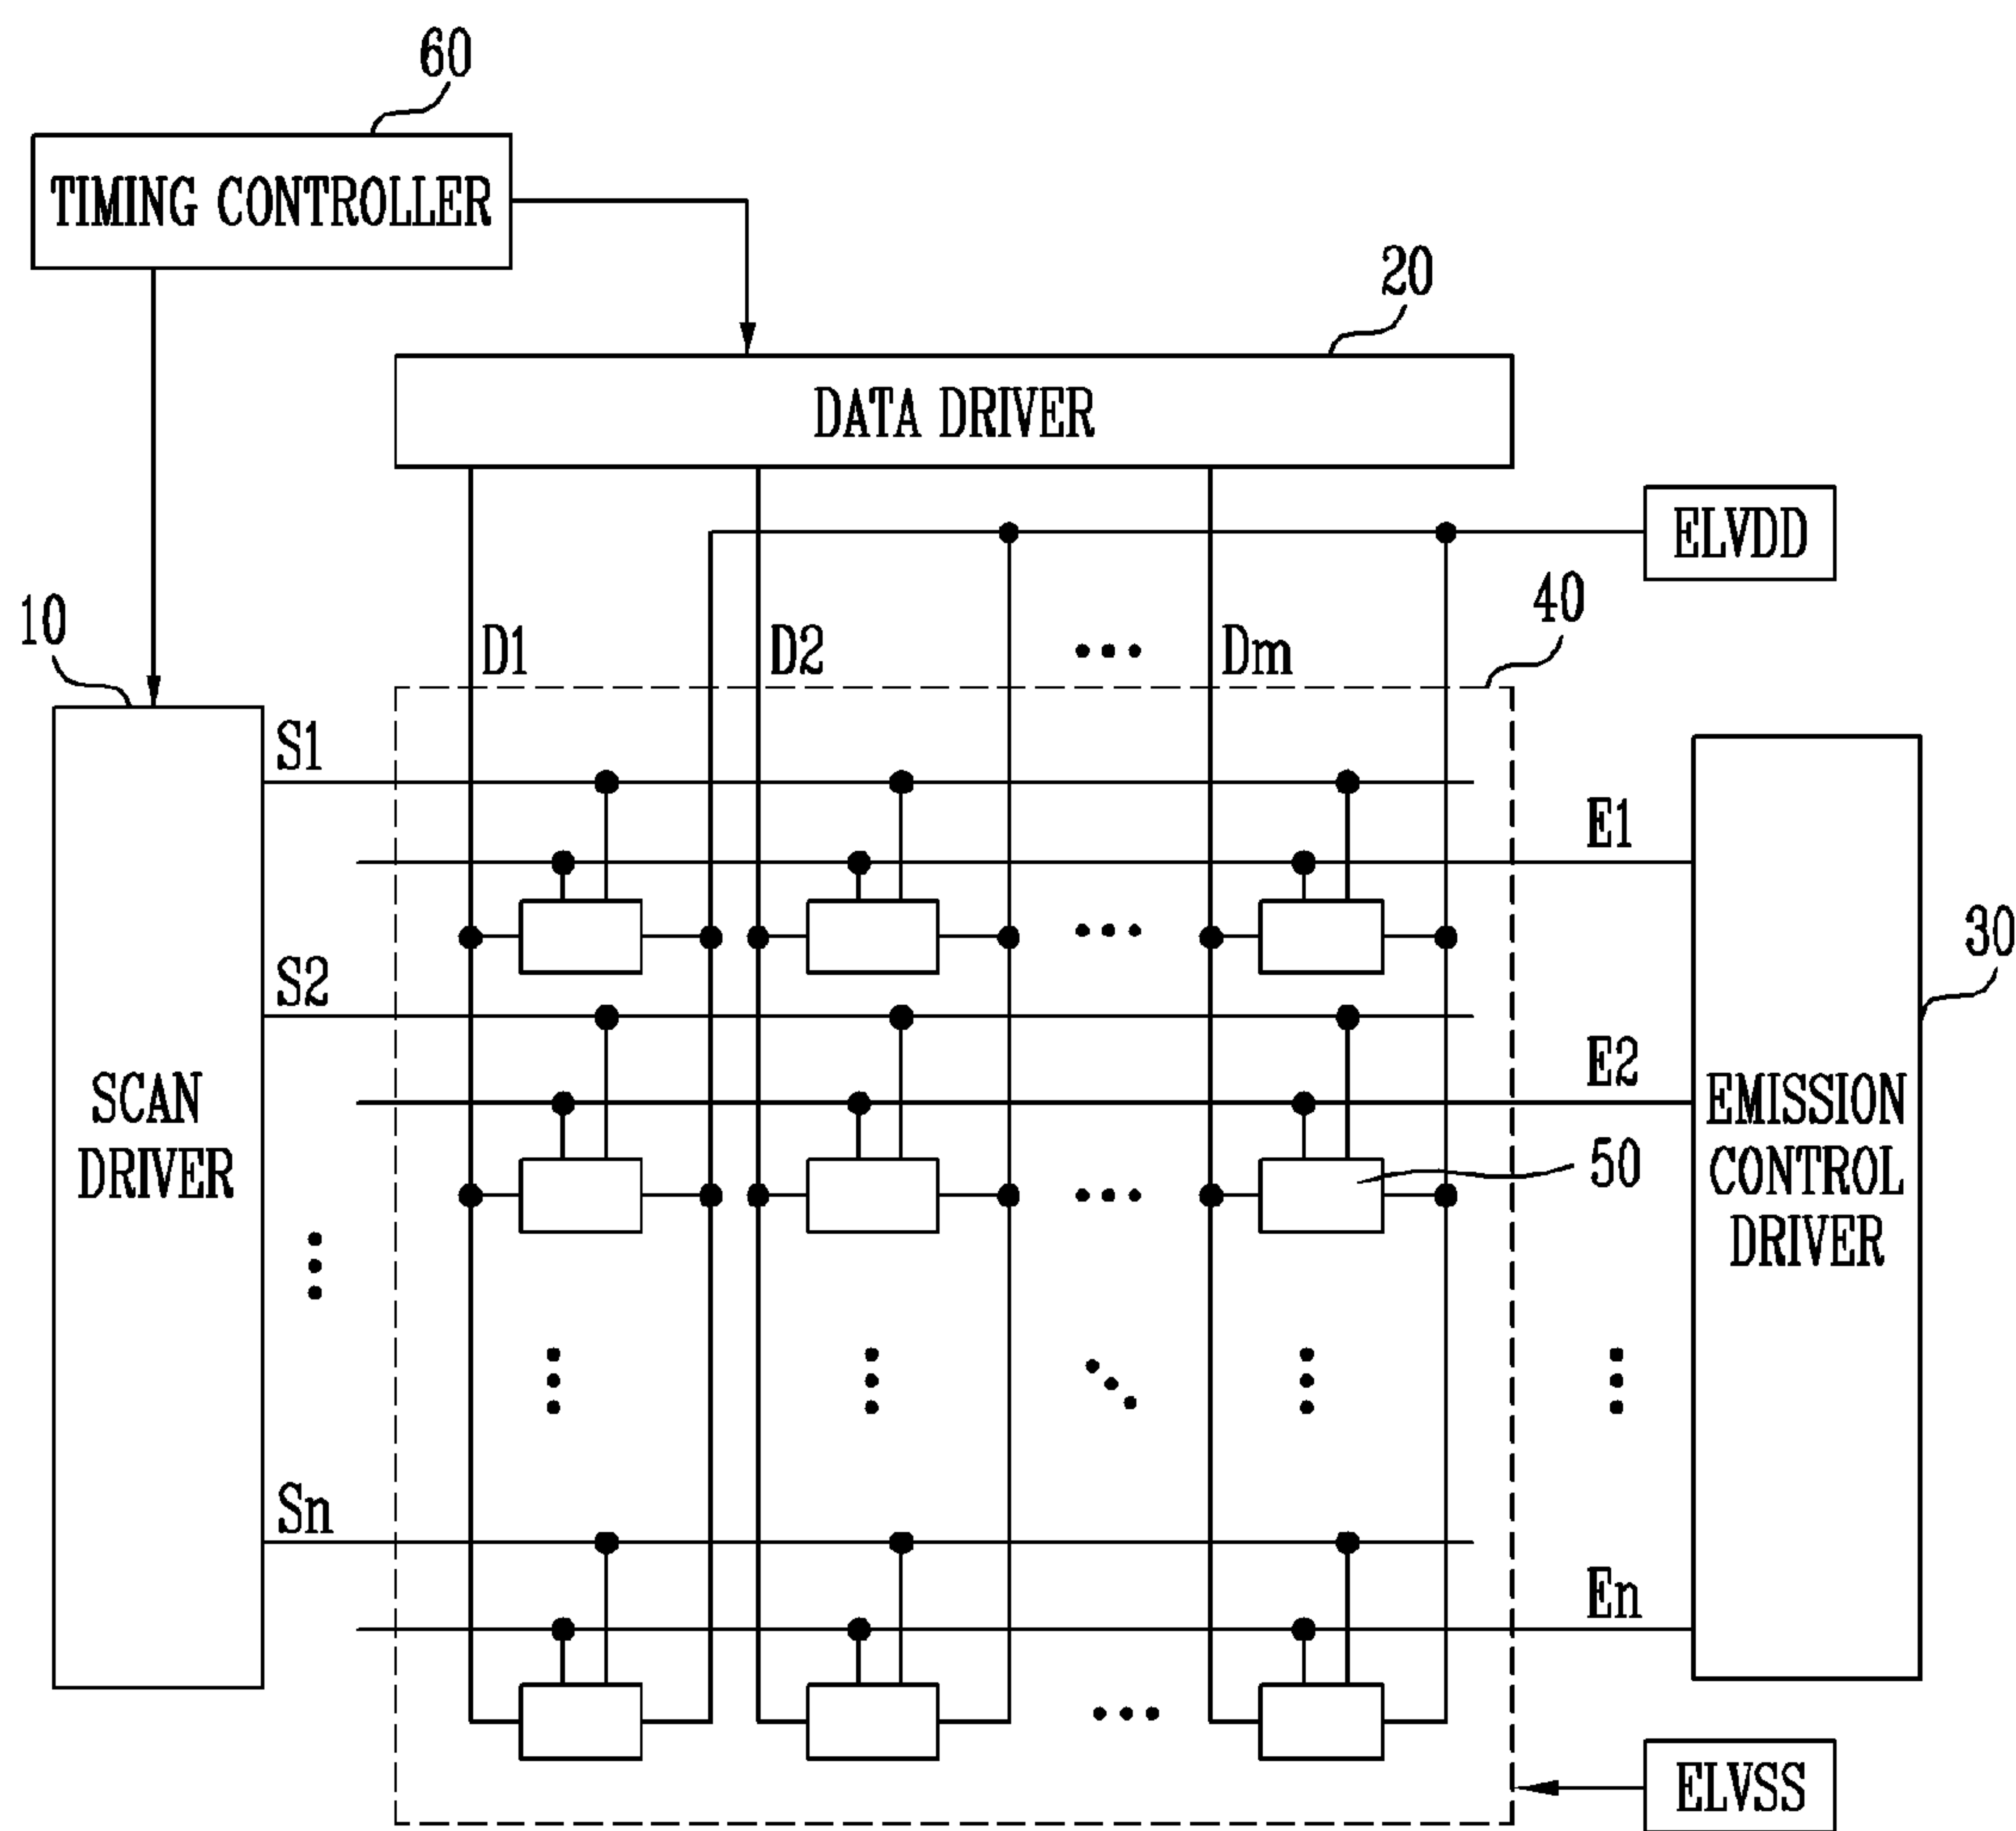 60
TIMING CONTROLLER
20
DATA DRIVER
ELVDD
40
10
D1 D2 ... Dm
S1
E1
30
S2
E2
SCAN
DRIVER
EMISSION
CONTROL
DRIVER
50
Sn
En
ELVSS